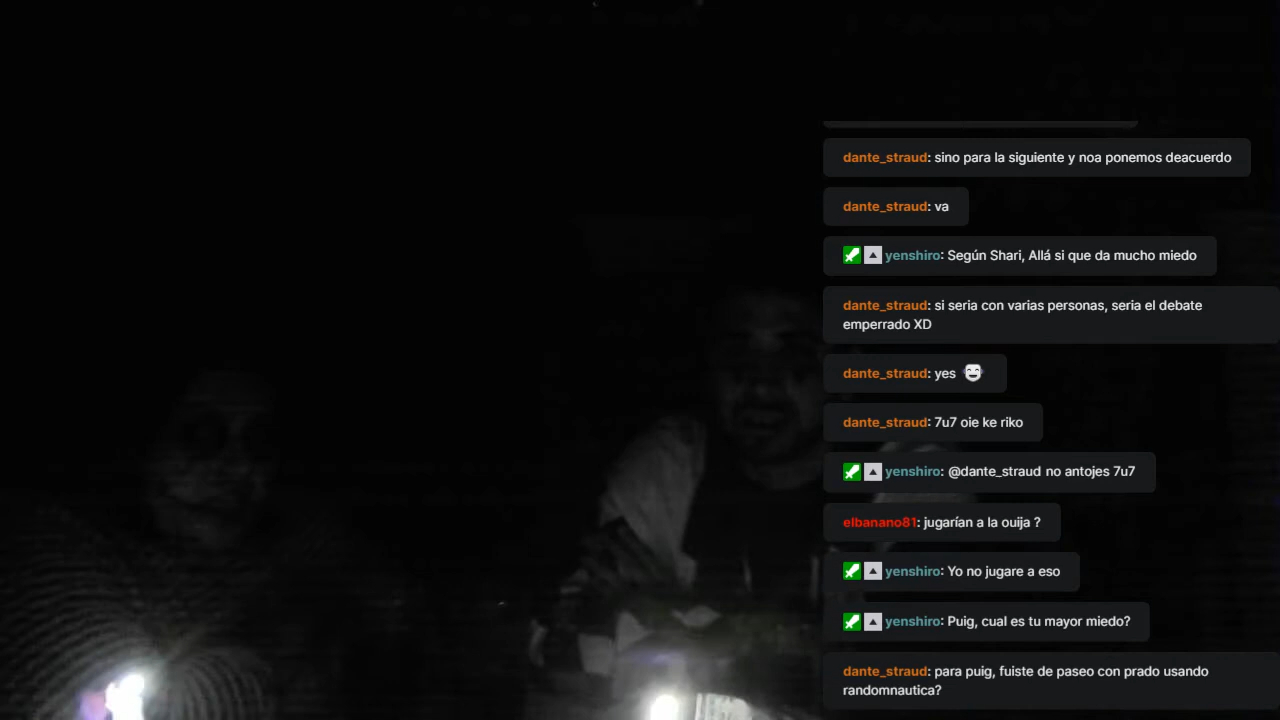 dante_straud: sino para la siguiente y noa ponemos deacuerdo
dante_straud: va
yenshiro: Según Shari, Allá si que da mucho miedo
dante_straud: si seria con varias personas, seria el debate
emperrado XD
dante_straud: yes
dante_straud: 7u7 oie ke riko
yenshiro: @dante_straud no antojes 7u7
elbanano81: jugarían a la ouija ?
yenshiro: Yo no jugare a eso
yenshiro: Puig, cual es tu mayor miedo?
dante_straud: para puig, fuiste de paseo con prado usando
randomnautica?